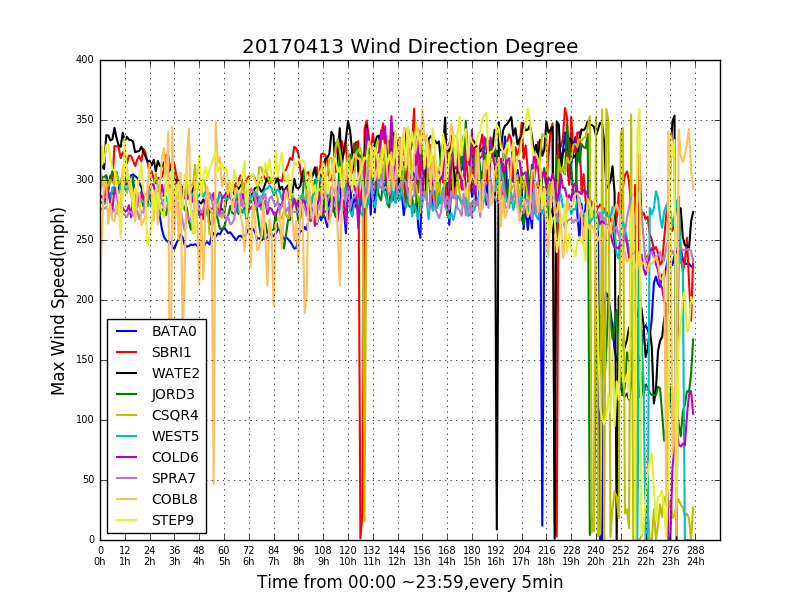 20170413 Wind Direction Degree
400
350
300
250
200
150
100
50
0
Max Wind Speed(mph)
BATA0
SBRI1
WATE2
JORD3
CSQR4
WEST5
COLD6
SPRA7
COBL8
STEP9
0 12 24 36 48 60 72 84 96 108 120 132 144 156 168 180 192 204 216 228 240 252 264 276 288
0h 1h 2h 3h 4h 5h 6h 7h 8h 9h 10h 11h 12h 13h 14h 15h 16h 17h 18h 19h 20h 21h 22h 23h 24h
Time from 00:00 ~23:59,every 5min